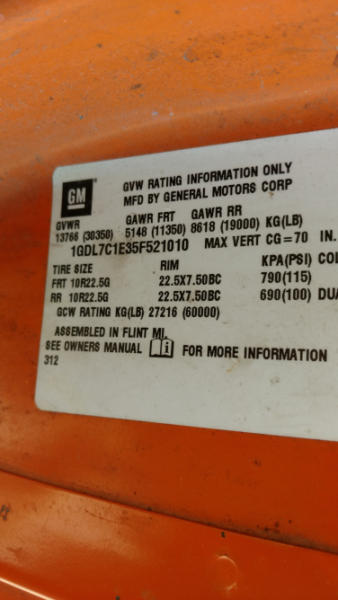 GM
GVW RATING INFORMATION ONLY
MFD BY GENERAL MOTORS CORP
GVWR GAWR FRT GAWR RR
13766 (30350) 5148 (11350) 8618 (19000) KG(LB)
1GDL7C1E35F521010 MAX VERT CG=70 IN.
TIRE SIZE RIM KPA(PSI) COL
FRT 10R22.5G 22.5X7.50BC 790(115)
RR 10R22.5G 22.5X7.50BC 690(100) DUA
GCW RATING KG(LB) 27216 (60000)
ASSEMBLED IN FLINT MI.
SEE OWNERS MANUAL FOR MORE INFORMATION
312